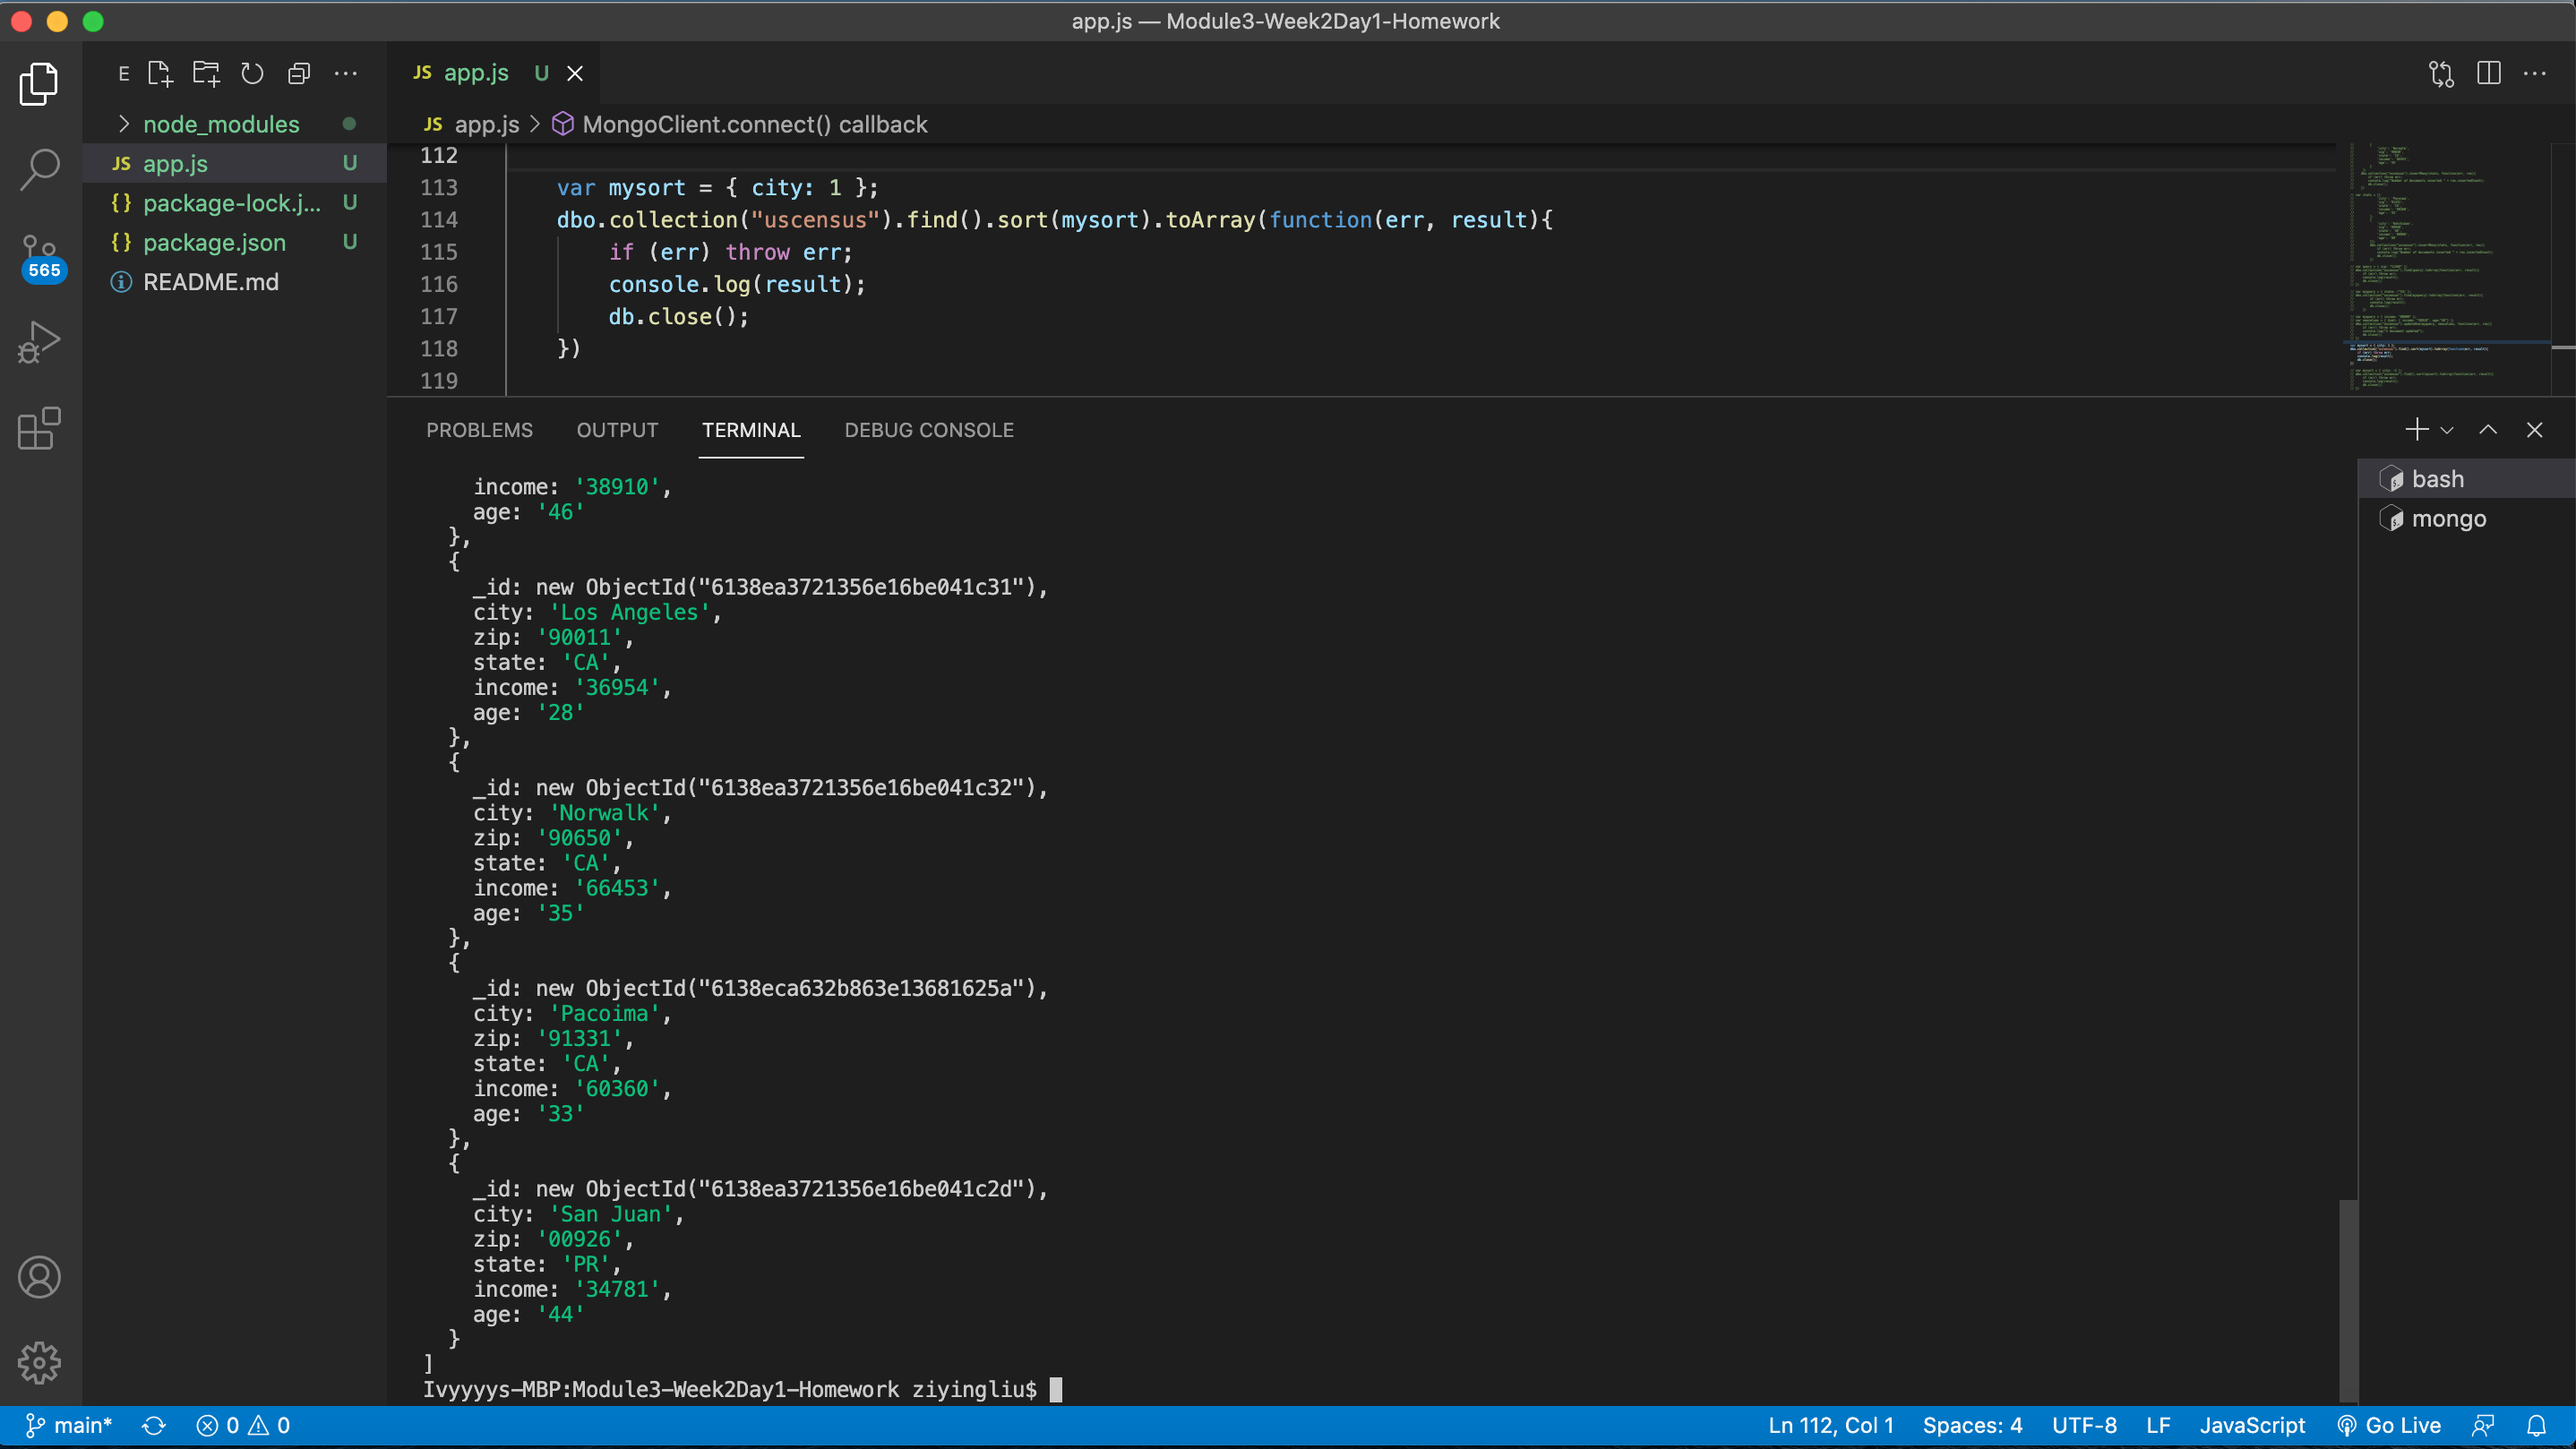 app.js — Module3-Week2Day1-Homework
E
JS app.js U
node_modules
JS app.js U
{} package-lock.j... U
{} package.json U
README.md
565
JS app.js > MongoClient.connect() callback
112
113 var mysort = { city: 1 };
114 dbo.collection("uscensus").find().sort(mysort).toArray(function(err, result){
115 if (err) throw err;
116 console.log(result);
117 db.close();
118 })
119
PROBLEMS OUTPUT TERMINAL DEBUG CONSOLE
bash
mongo
income: '38910',
age: '46'
},
{
_id: new ObjectId("6138ea3721356e16be041c31"),
city: 'Los Angeles',
zip: '90011',
state: 'CA',
income: '36954',
age: '28'
},
{
_id: new ObjectId("6138ea3721356e16be041c32"),
city: 'Norwalk',
zip: '90650',
state: 'CA',
income: '66453',
age: '35'
},
{
_id: new ObjectId("6138eca632b863e13681625a"),
city: 'Pacoima',
zip: '91331',
state: 'CA',
income: '60360',
age: '33'
},
{
_id: new ObjectId("6138ea3721356e16be041c2d"),
city: 'San Juan',
zip: '00926',
state: 'PR',
income: '34781',
age: '44'
}
]
Ivyyyys-MBP:Module3-Week2Day1-Homework ziyingliu$
main* 0 0 Ln 112, Col 1 Spaces: 4 UTF-8 LF JavaScript Go Live